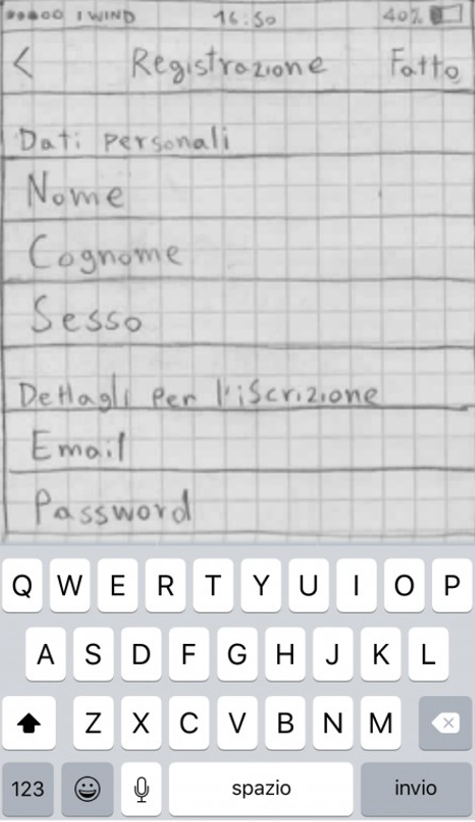 ●●●○○ I WIND 16:50 40%
< Registrazione Fatto
Dati personali
Nome
Cognome
Sesso
Dettagli per l'iscrizione
Email
Password
Q W E R T Y U I O P
A S D F G H J K L
Z X C V B N M
123 spazio invio